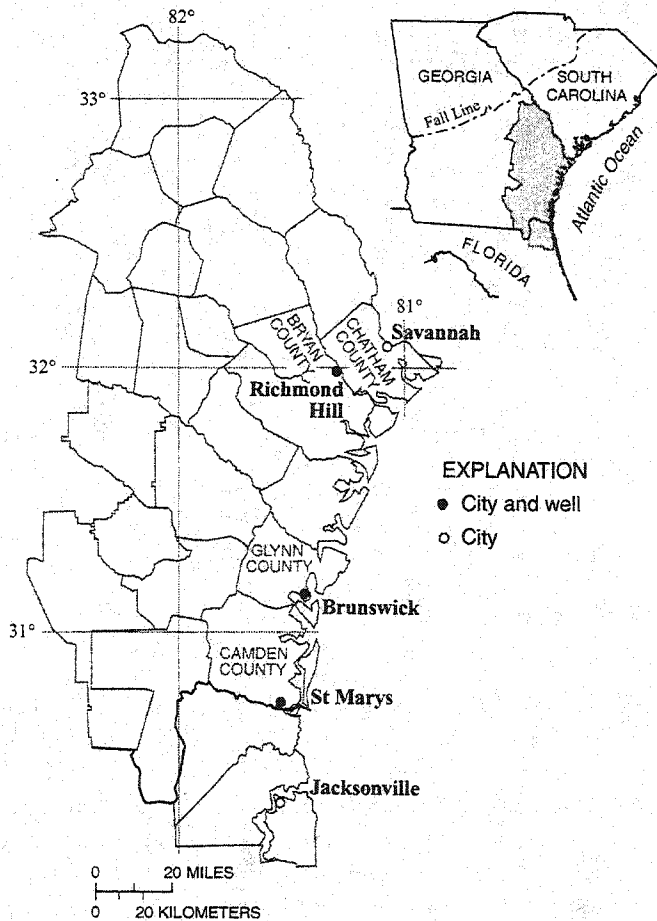 82°
33°
GEORGIA
SOUTH
CAROLINA
Fall Line
Atlantic Ocean
FLORIDA
81°
Savannah
BRYAN
COUNTY
CHATHAM
COUNTY
32°
Richmond
Hill
EXPLANATION
City and well
City
GLYNN
COUNTY
Brunswick
31°
CAMDEN
COUNTY
St Marys
Jacksonville
0 20 MILES
0 20 KILOMETERS